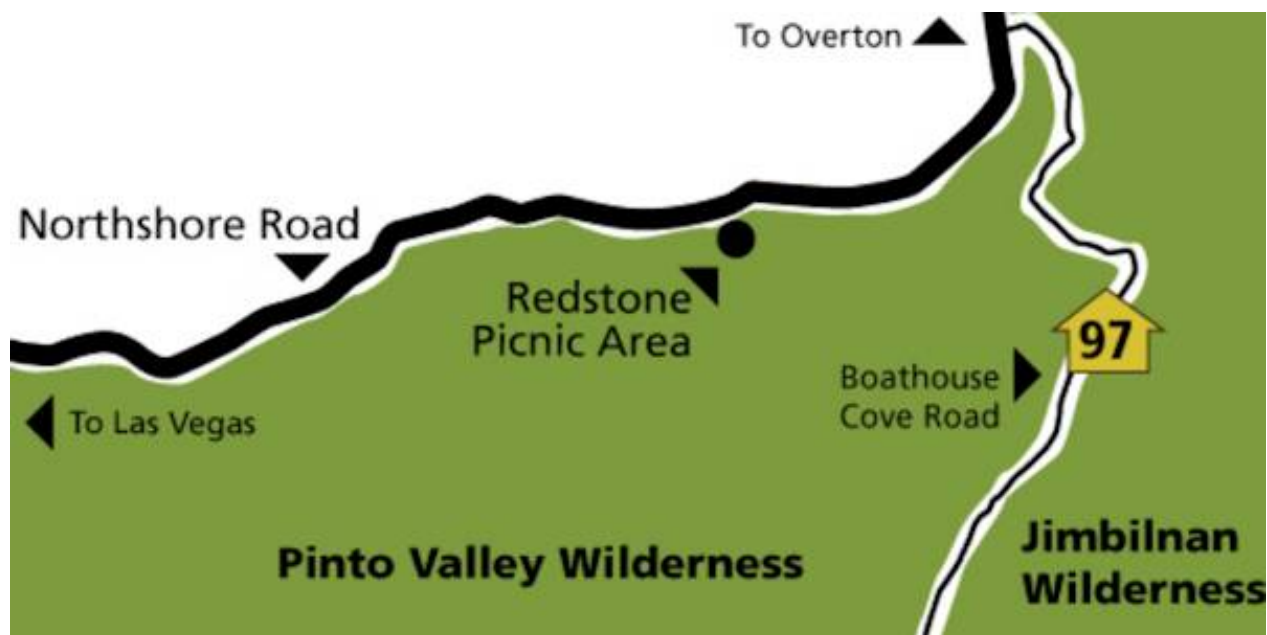 To Overton
Northshore Road
Redstone
Picnic Area
97
Boathouse
Cove Road
To Las Vegas
Pinto Valley Wilderness
Jimbilnan
Wilderness